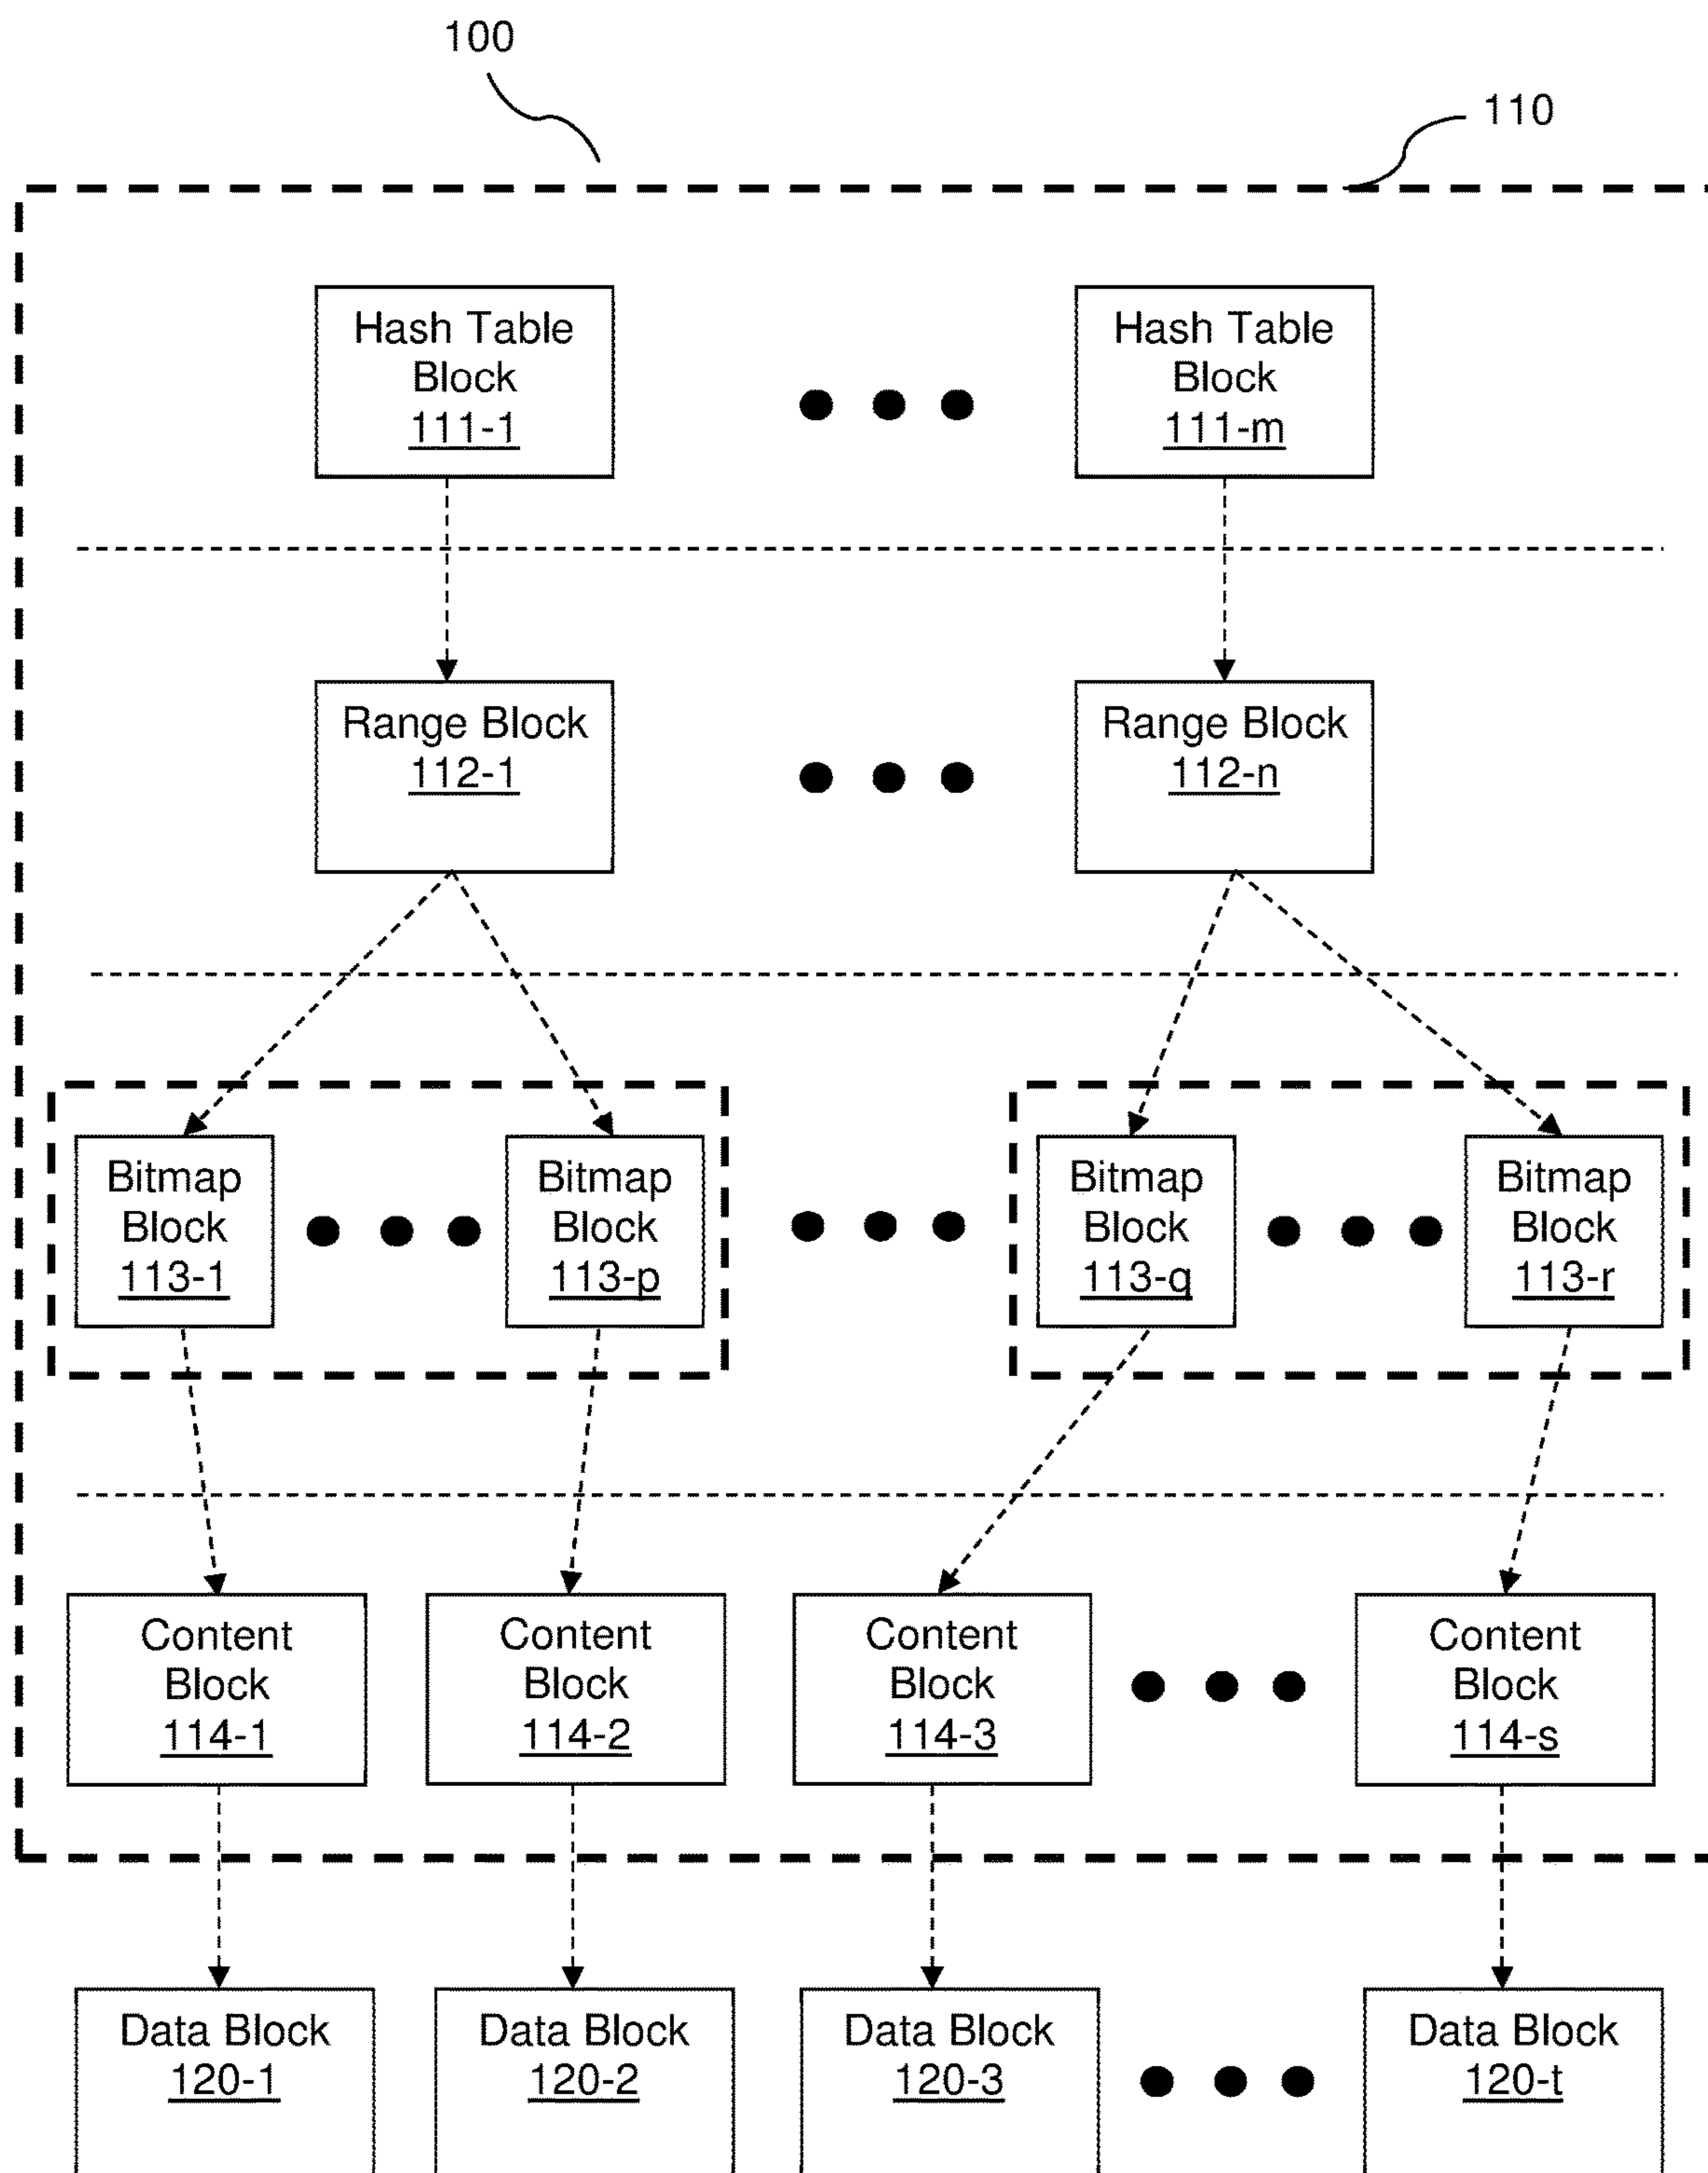 100
110
Hash Table
Block
111-1
Hash Table
Block
111-m
Range Block
112-1
Range Block
112-n
Bitmap
Block
113-1
Bitmap
Block
113-p
Bitmap
Block
113-q
Bitmap
Block
113-r
Content
Block
114-1
Content
Block
114-2
Content
Block
114-3
Content
Block
114-s
Data Block
120-1
Data Block
120-2
Data Block
120-3
Data Block
120-t